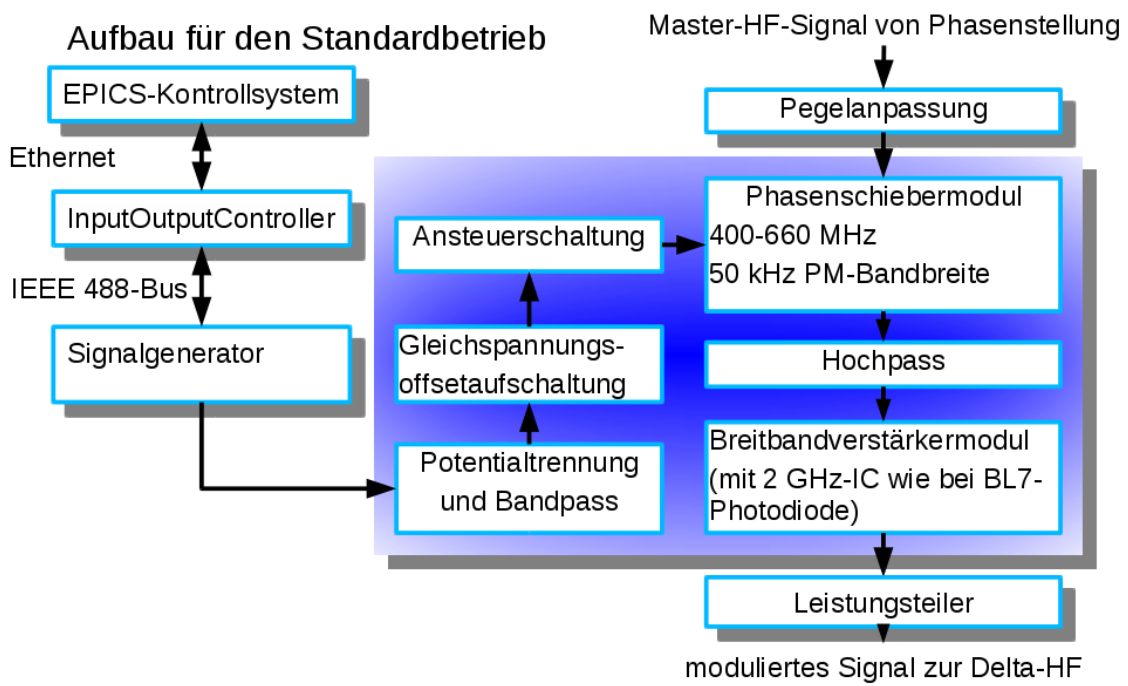 Aufbau für den Standardbetrieb
EPICS-Kontrollsystem
Ethernet
InputOutputController
IEEE 488-Bus
Signalgenerator
Potentialtrennung
und Bandpass
Gleichspannungs-
offsetaufschaltung
Ansteuerschaltung
Master-HF-Signal von Phasenstellung
Pegelanpassung
Phasenschiebermodul
400-660 MHz
50 kHz PM-Bandbreite
Hochpass
Breitbandverstärkermodul
(mit 2 GHz-IC wie bei BL7-
Photodiode)
Leistungsteiler
moduliertes Signal zur Delta-HF